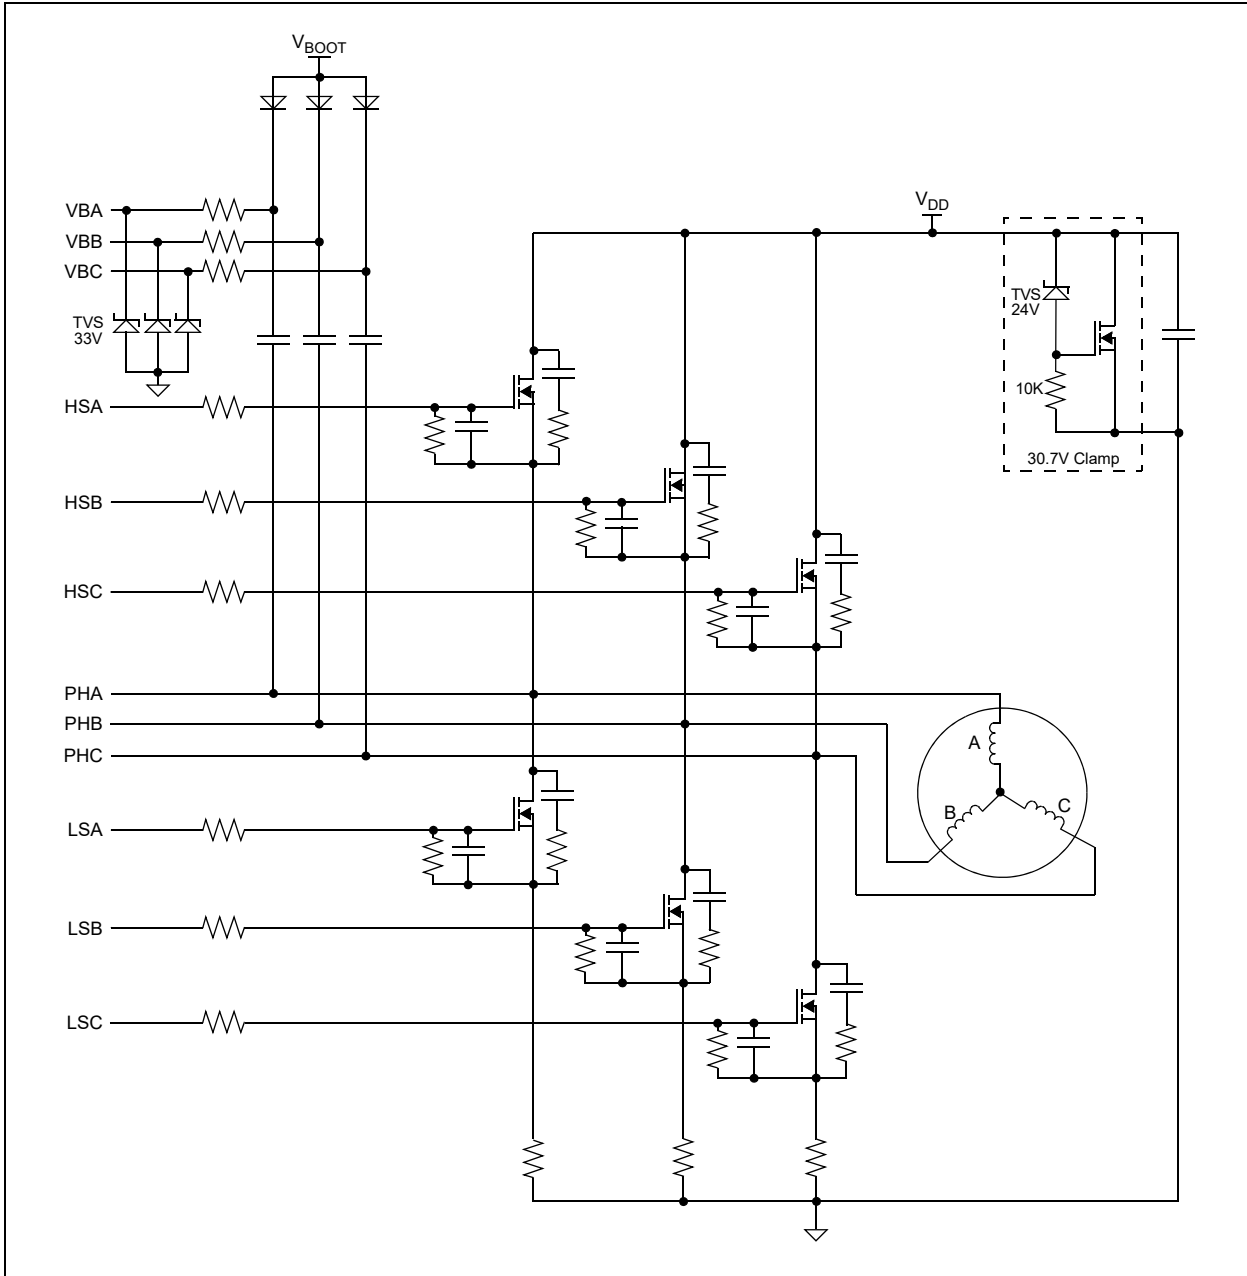 VBOOT
VBA
VBB
VBC
TVS
33V
VDD
TVS
24V
10K
30.7V Clamp
HSA
HSB
HSC
PHA
PHB
PHC
A
B
C
LSA
LSB
LSC